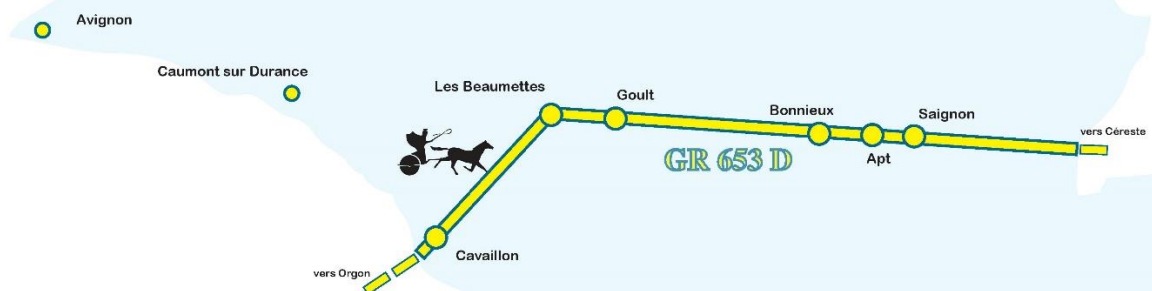 Avignon
Caumont sur Durance
Les Beaumettes
Goult
Bonnieux
Saignon
vers Céreste
Apt
GR 653 D
Cavaillon
vers Orgon